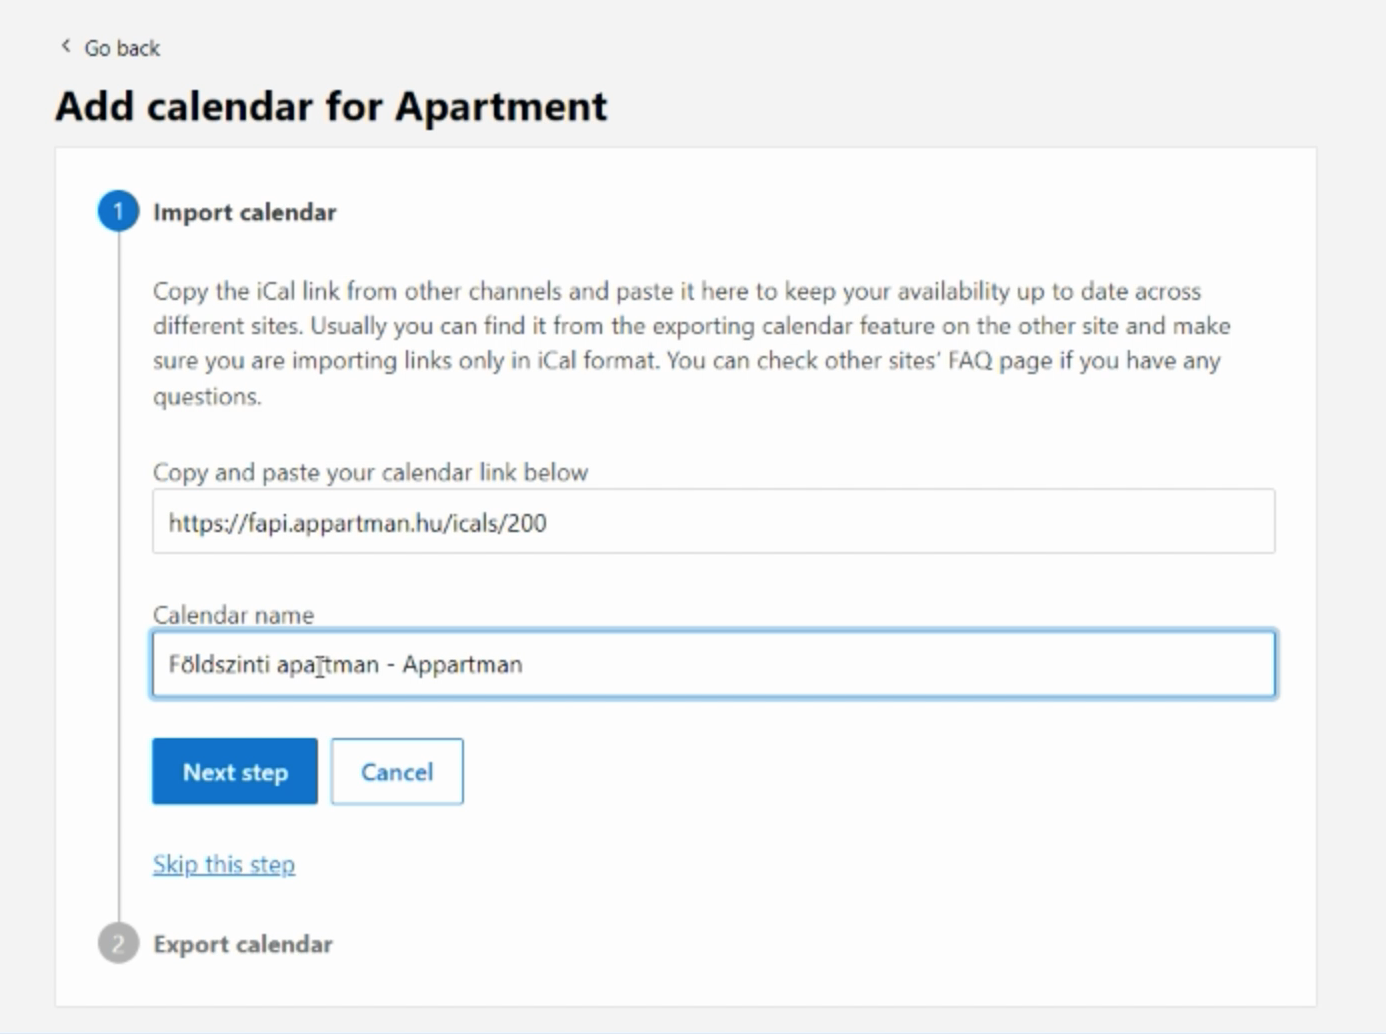 Go back
Add calendar for Apartment
1 Import calendar
Copy the iCal link from other channels and paste it here to keep your availability up to date across
different sites. Usually you can find it from the exporting calendar feature on the other site and make
sure you are importing links only in iCal format. You can check other sites' FAQ page if you have any
questions.
Copy and paste your calendar link below
https://fapi.appartman.hu/icals/200
Calendar name
Földszinti apartman - Appartman
Next step Cancel
Skip this step
2 Export calendar